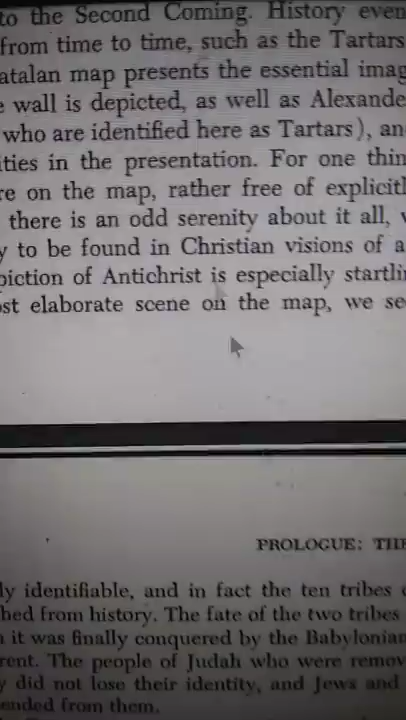 to the Second Coming. History even
from time to time, such as the Tartars
atalan map presents the essential imag
e wall is depicted, as well as Alexande
who are identified here as Tartars), an
ities in the presentation. For one thin
re on the map, rather free of explicitl
there is an odd serenity about it all,
y to be found in Christian visions of a
piction of Antichrist is especially startli
ost elaborate scene on the map, we se
PROLOGUE: THE
ly identifiable, and in fact the ten tribes
hed from history. The fate of the two tribes
it was finally conquered by the Babylonian
rent. The people of Judah who were remov
y did not lose their identity, and Jews and
ended from them.